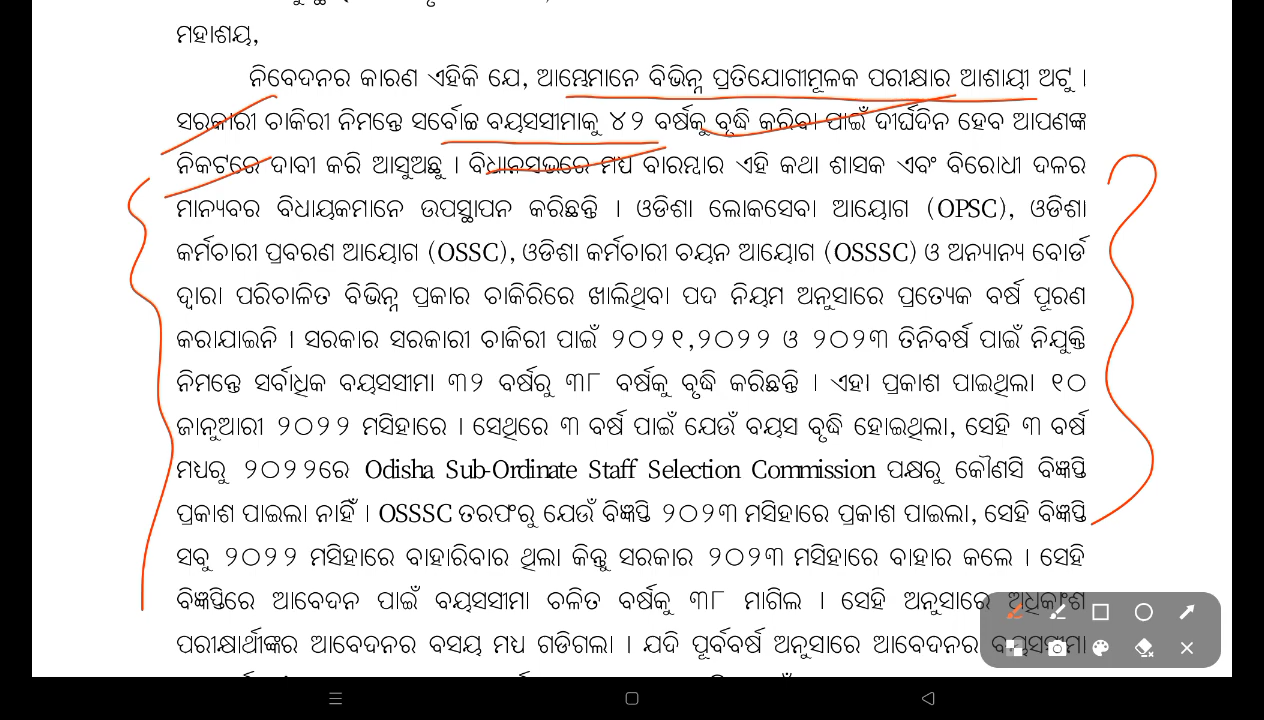 ମହାଶୟ,
ନିବେଦନର କାରଣ ଏହିକି ଯେ, ଆମ୍ଭେମାନେ ବିଭିନ୍ନ ପ୍ରତିଯୋଗୀମୂଳକ ପରୀକ୍ଷାର ଆଶାୟୀ ଅଟୁ ।
ସରକାରୀ ଚାକିରୀ ନିମନ୍ତେ ସର୍ବୋଚ୍ଚ ବୟସସୀମାକୁ ୪୨ ବର୍ଷକୁ ବୃଦ୍ଧି କରିବା ପାଇଁ ଦୀର୍ଘଦିନ ହେବ ଆପଣଙ୍କ
ନିକଟରେ ଦାବୀ କରି ଆସୁଅଛୁ । ବିଧାନସଭରେ ମଧ୍ୟ ବାରମ୍ବାର ଏହି କଥା ଶାସକ ଏବଂ ବିରୋଧୀ ଦଳର
ମାନ୍ୟବର ବିଧାୟକମାନେ ଉପସ୍ଥାପନ କରିଛନ୍ତି । ଓଡିଶା ଲୋକସେବା ଆୟୋଗ (OPSC), ଓଡିଶା
କର୍ମଚାରୀ ପ୍ରବରଣ ଆୟୋଗ (OSSC), ଓଡିଶା କର୍ମଚାରୀ ଚୟନ ଆୟୋଗ (OSSSC) ଓ ଅନ୍ୟାନ୍ୟ ବୋର୍ଡ
ଦ୍ୱାରା ପରିଚାଳିତ ବିଭିନ୍ନ ପ୍ରକାର ଚାକିରିରେ ଖାଲିଥିବା ପଦ ନିୟମ ଅନୁସାରେ ପ୍ରତ୍ୟେକ ବର୍ଷ ପୂରଣ
କରାଯାଇନି । ସରକାର ସରକାରୀ ଚାକିରୀ ପାଇଁ ୨୦୨୧,୨୦୨୨ ଓ ୨୦୨୩ ତିନିବର୍ଷ ପାଇଁ ନିଯୁକ୍ତି
ନିମନ୍ତେ ସର୍ବାଧିକ ବୟସସୀମା ୩୨ ବର୍ଷରୁ ୩୮ ବର୍ଷକୁ ବୃଦ୍ଧି କରିଛନ୍ତି । ଏହା ପ୍ରକାଶ ପାଇଥିଲା ୧୦
ଜାନୁଆରୀ ୨୦୨୨ ମସିହାରେ । ସେଥିରେ ୩ ବର୍ଷ ପାଇଁ ଯେଉଁ ବୟସ ବୃଦ୍ଧି ହୋଇଥିଲା, ସେହି ୩ ବର୍ଷ
ମଧ୍ୟରୁ ୨୦୨୨ରେ Odisha Sub-Ordinate Staff Selection Commission ପକ୍ଷରୁ କୌଣସି ବିଜ୍ଞପ୍ତି
ପ୍ରକାଶ ପାଇଲା ନାହିଁ । OSSSC ତରଫରୁ ଯେଉଁ ବିଜ୍ଞପ୍ତି ୨୦୨୩ ମସିହାରେ ପ୍ରକାଶ ପାଇଲା, ସେହି ବିଜ୍ଞପ୍ତି
ସବୁ ୨୦୨୨ ମସିହାରେ ବାହାରିବାର ଥିଲା କିନ୍ତୁ ସରକାର ୨୦୨୩ ମସିହାରେ ବାହାର କଲେ । ସେହି
ବିଜ୍ଞପ୍ତିରେ ଆବେଦନ ପାଇଁ ବୟସସୀମା ଚଳିତ ବର୍ଷକୁ ୩୮ ମାଗିଲ । ସେହି ଅନୁସାରେ ଅଧିକାଂଶ
ପରୀକ୍ଷାର୍ଥୀଙ୍କର ଆବେଦନର ବସୟ ମଧ୍ୟ ଗଡିଗଲା । ଯଦି ପୂର୍ବବର୍ଷ ଅନୁସାରେ ଆବେଦନର ବୟସସୀମା